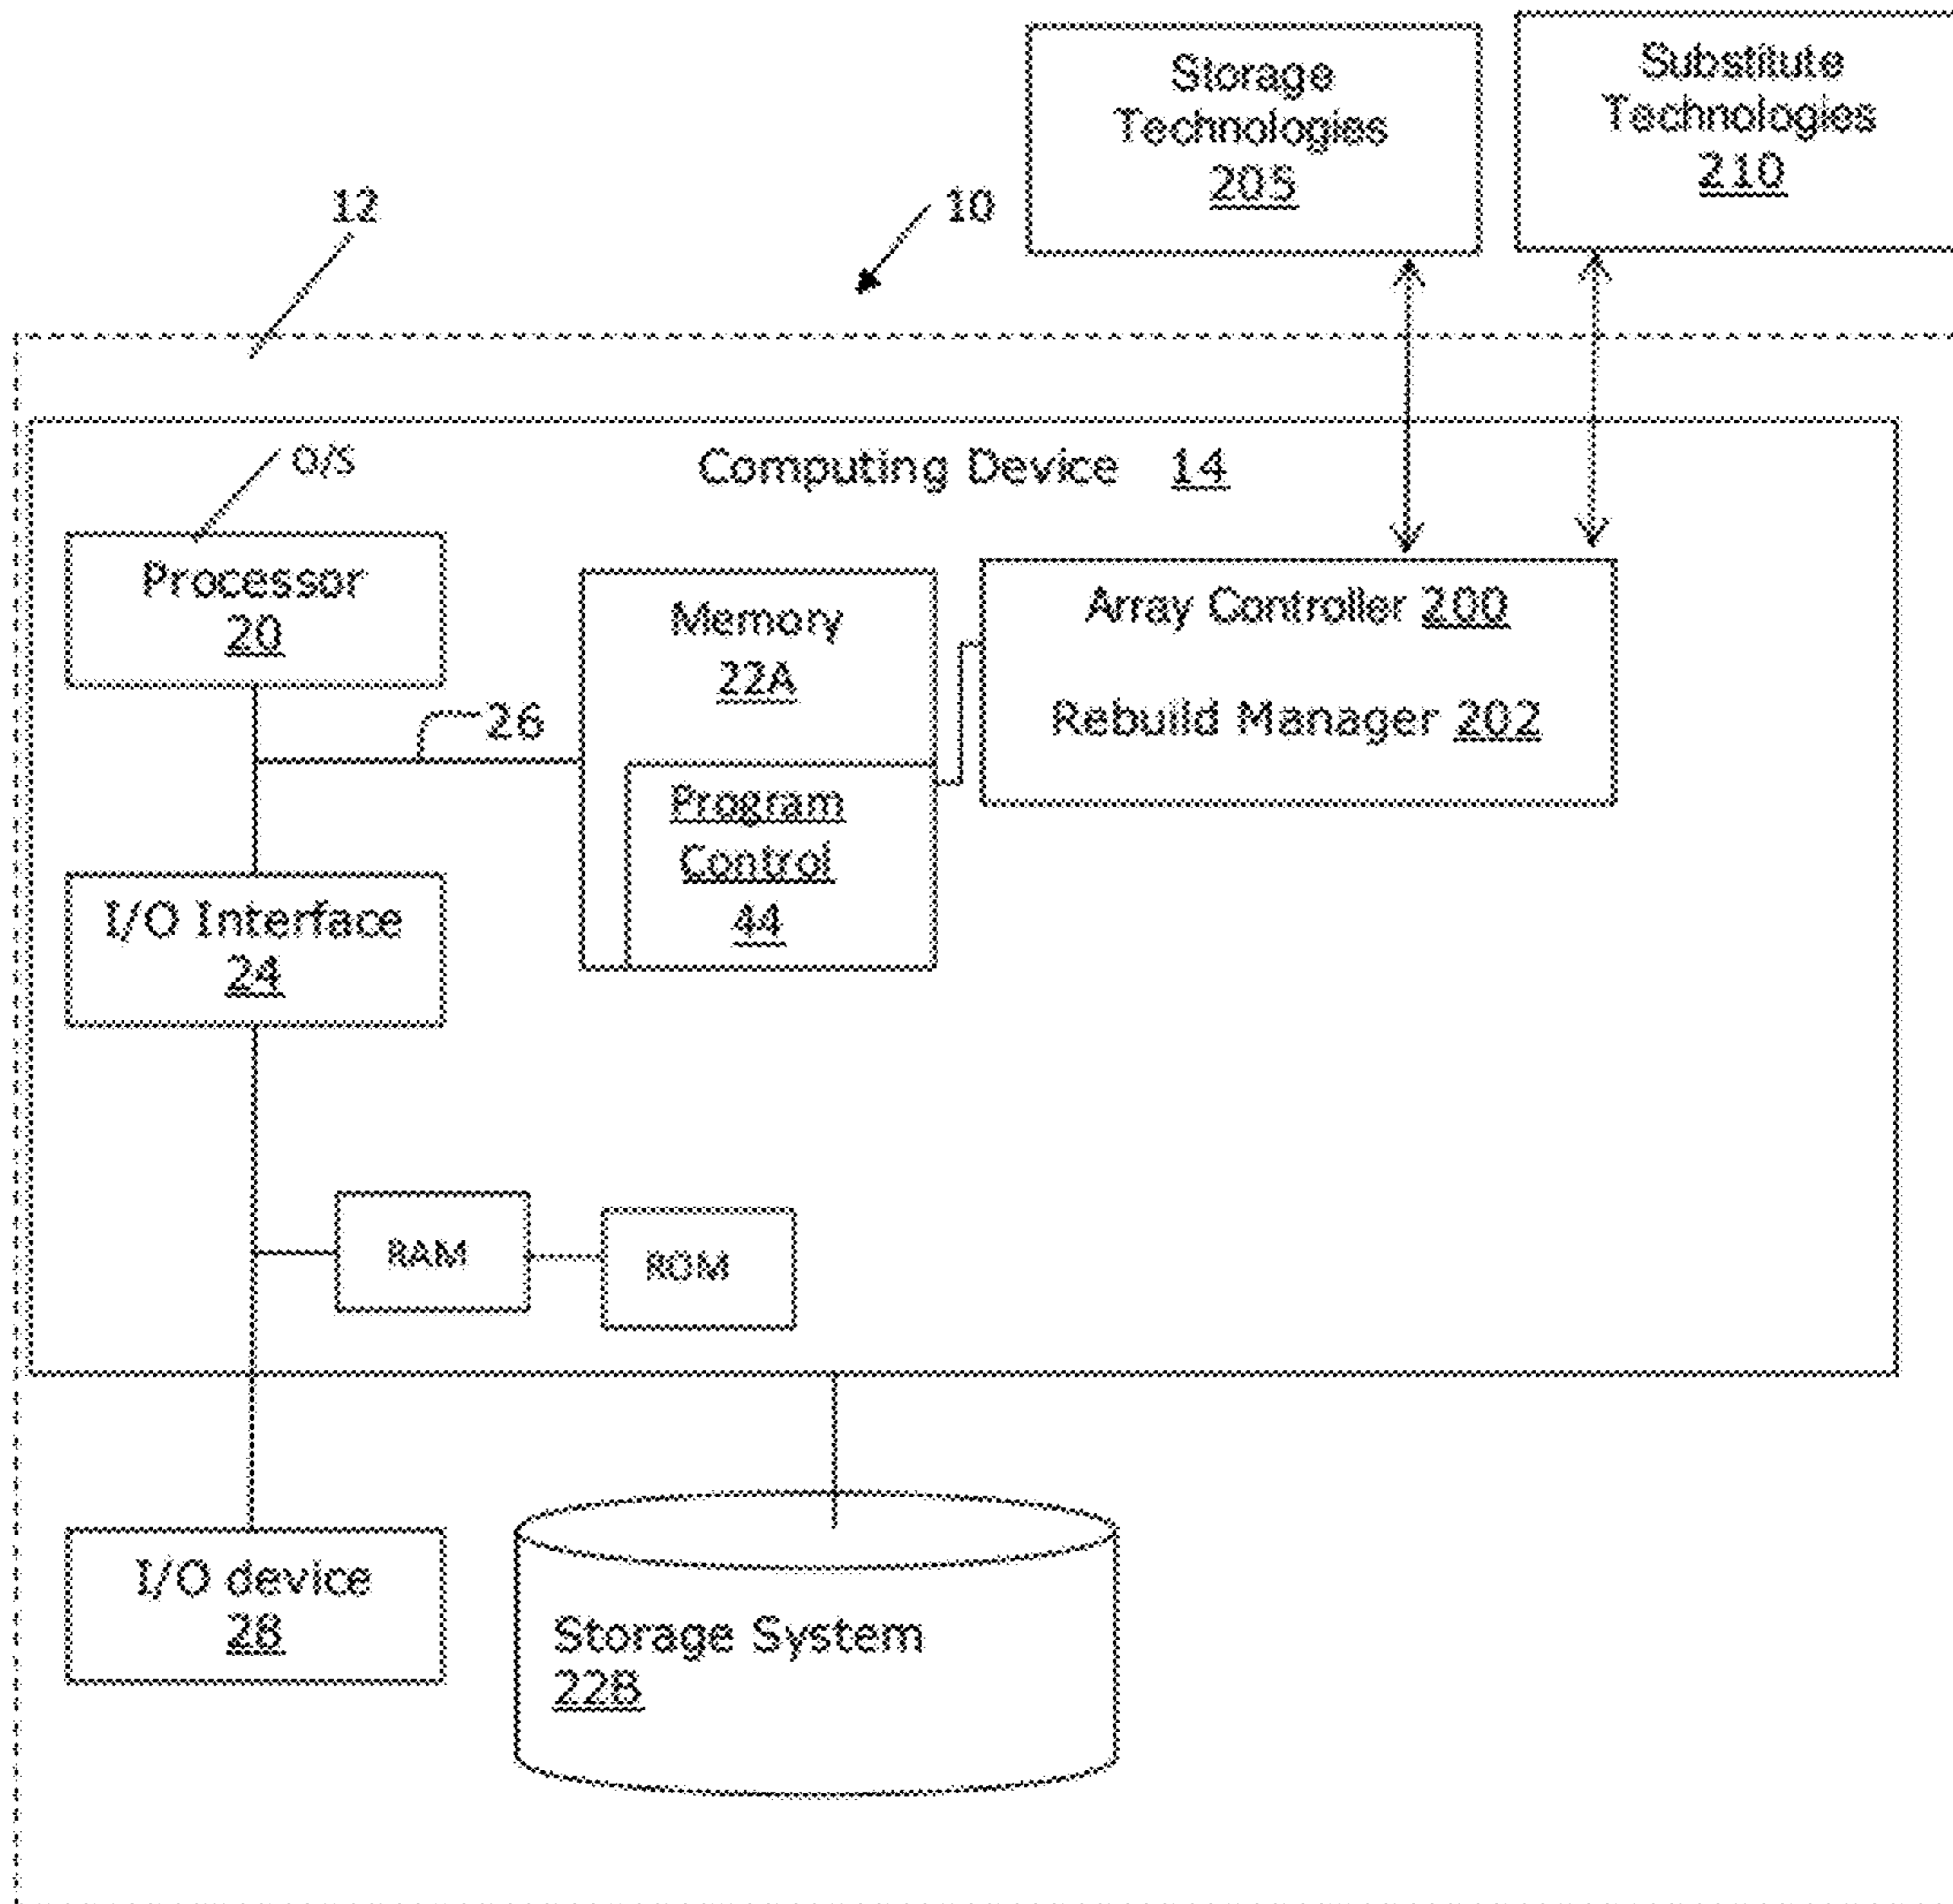 Storage
Technologies
205
Substitute
Technologies
210
12
10
O/S
Computing Device 14
Processor
20
Memory
22A
Array Controller 200
Rebuild Manager 202
26
Program
Control
44
I/O Interface
24
RAM
ROM
I/O device
28
Storage System
22B